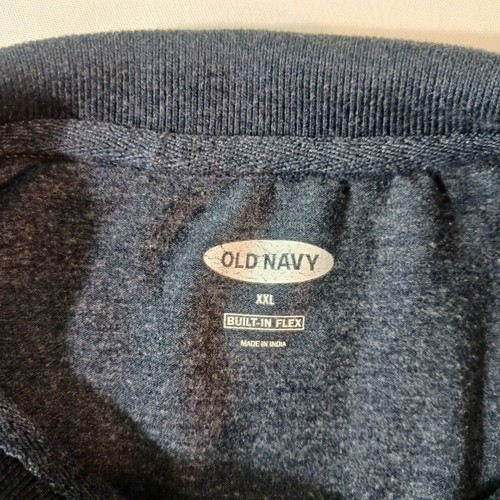 OLD NAVY
XXL
BUILT-IN FLEX
MADE IN INDIA